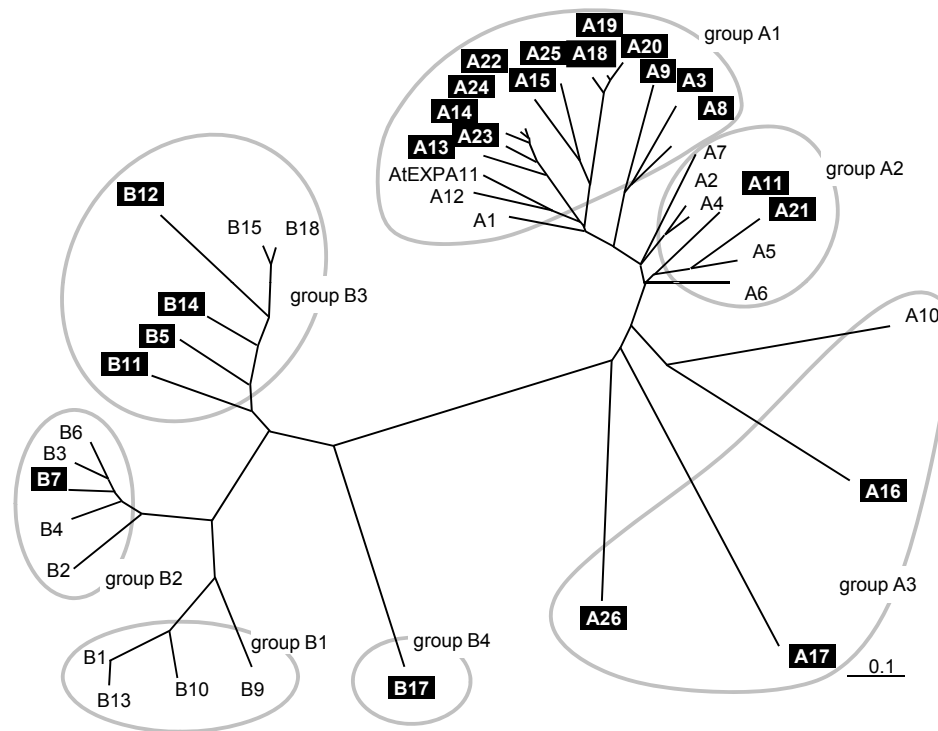 A19
group A1
A25 A18 A20
A22
A9
A15
A3
A24
A8
A14
A23
A13
A7
group A2
AtEXPA11
A2
A11
B12
A12
A4
A21
A1
B15
B18
A5
group B3
A6
B14
A10
B5
B11
B6
B3
B7
A16
B4
B2
group B2
group A3
A26
group B1
group B4
B1
A17
0.1
B13
B10
B9
B17